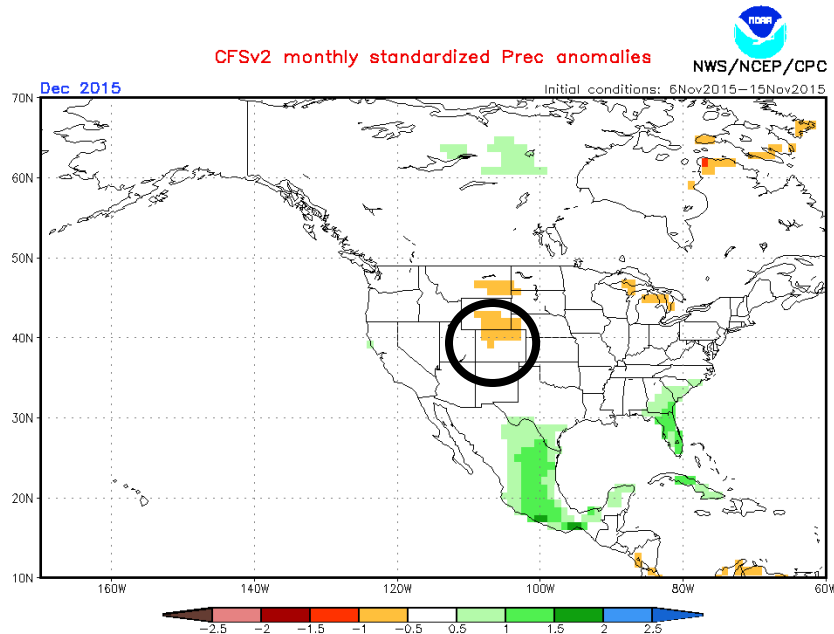 NOAA
CFSv2 monthly standardized Prec anomalies
NWS/NCEP/CPC
Dec 2015
Initial conditions: 6Nov2015-15Nov2015
70N
60N
50N
40N
30N
20N
10N
160W 140W 120W 100W 80W 60W
-2.5 -2 -1.5 -1 -0.5 0.5 1 1.5 2 2.5